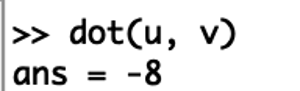 >> dot(u, v)
ans = -8